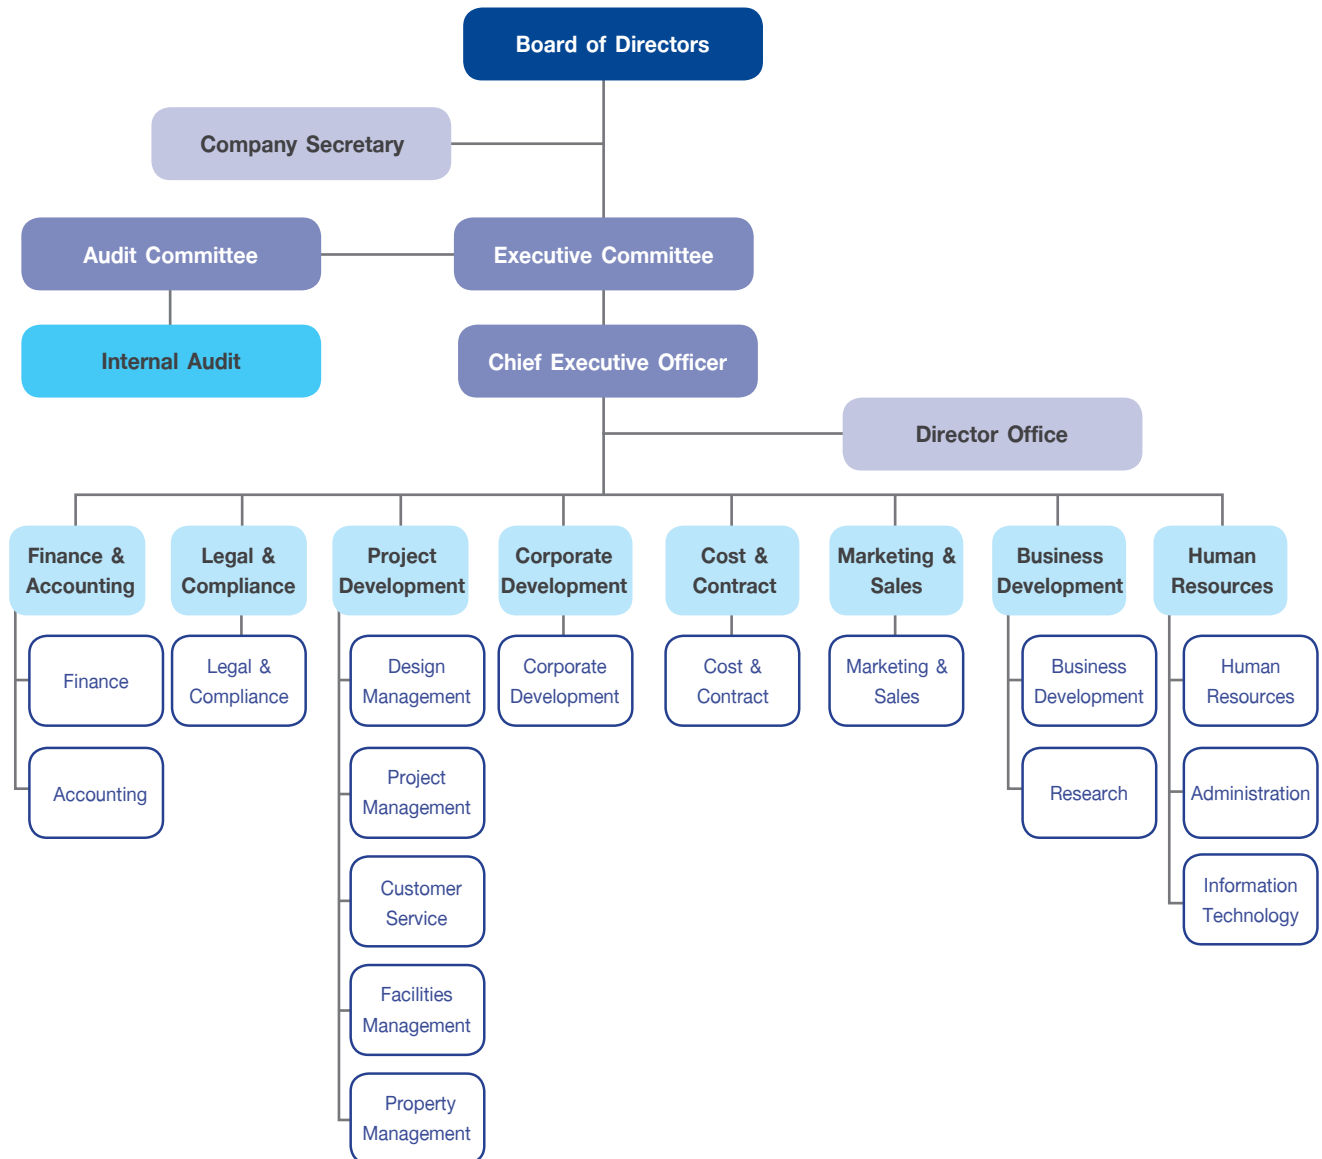 Board of Directors
Company Secretary
Audit Committee
Executive Committee
Internal Audit
Chief Executive Officer
Director Office
Finance &
Accounting
Legal &
Compliance
Project
Development
Corporate
Development
Cost &
Contract
Marketing &
Sales
Business
Development
Human
Resources
Finance
Accounting
Legal &
Compliance
Design
Management
Project
Management
Customer
Service
Facilities
Management
Property
Management
Corporate
Development
Cost &
Contract
Marketing &
Sales
Business
Development
Research
Human
Resources
Administration
Information
Technology